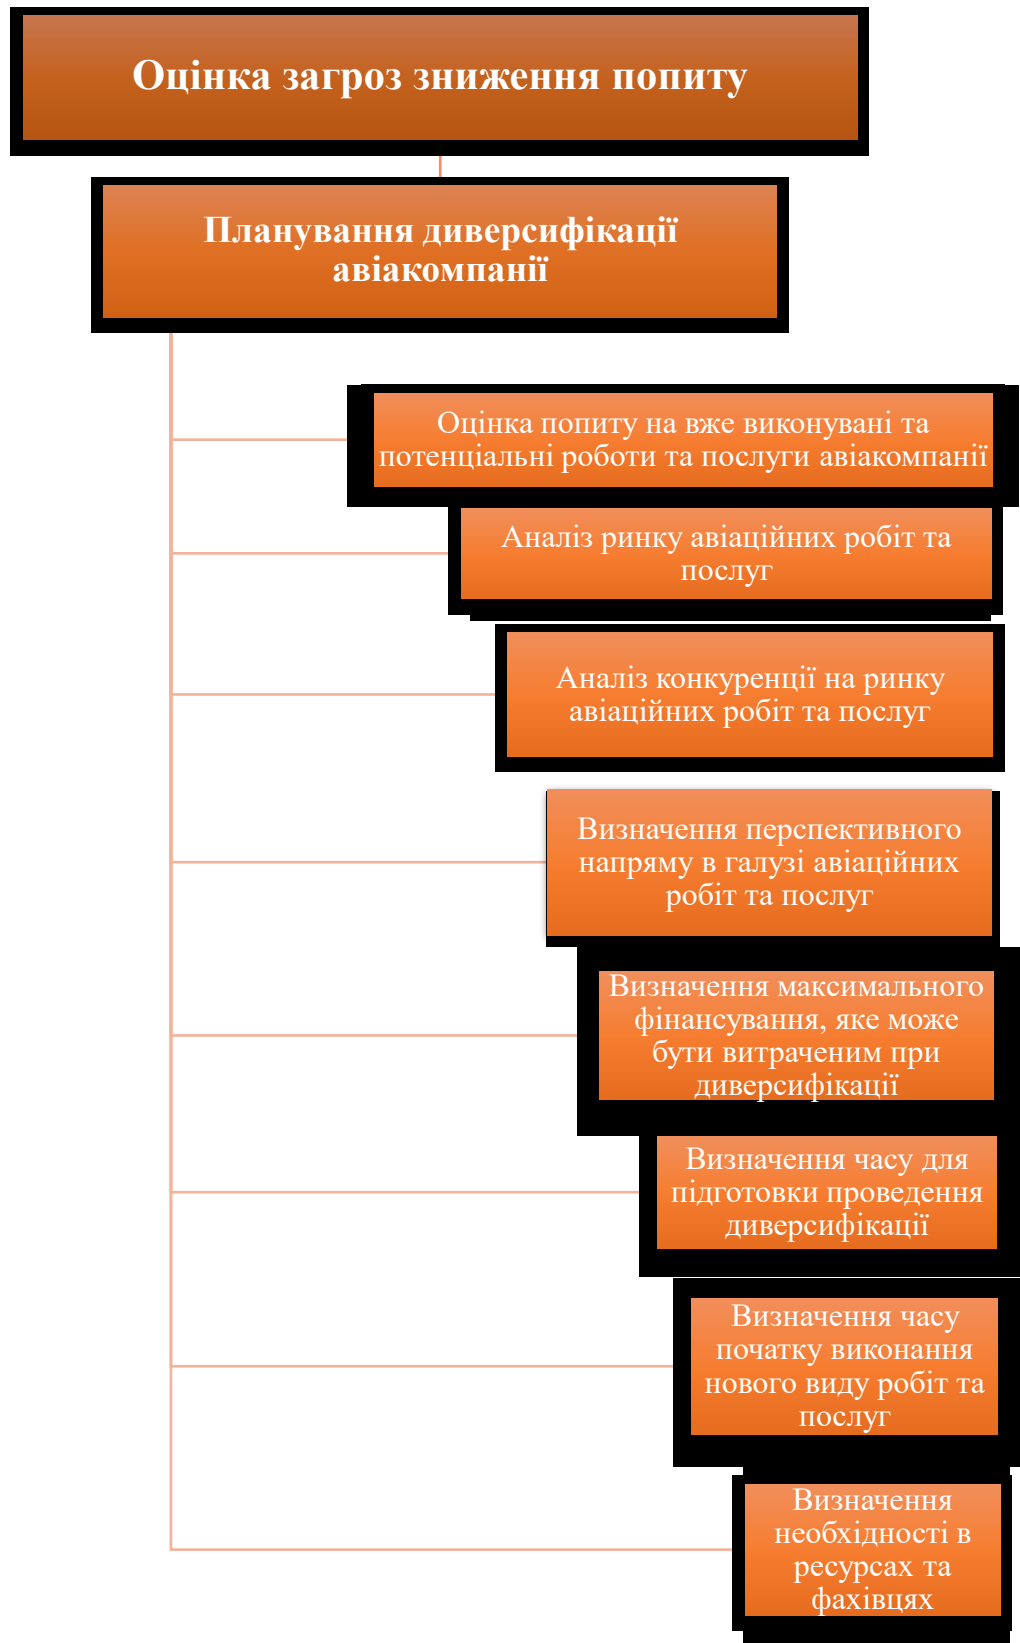 Оцінка загроз зниження попиту
Планування диверсифікації
авіакомпанії
Оцінка попиту на вже виконувані та
потенціальні роботи та послуги авіакомпанії
Аналіз ринку авіаційних робіт та
послуг
Аналіз конкуренції на ринку
авіаційних робіт та послуг
Визначення перспективного
напряму в галузі авіаційних
робіт та послуг
Визначення максимального
фінансування, яке може
бути витраченим при
диверсифікації
Визначення часу для
підготовки проведення
диверсифікації
Визначення часу
початку виконання
нового виду робіт та
послуг
Визначення
необхідності в
ресурсах та
фахівцях